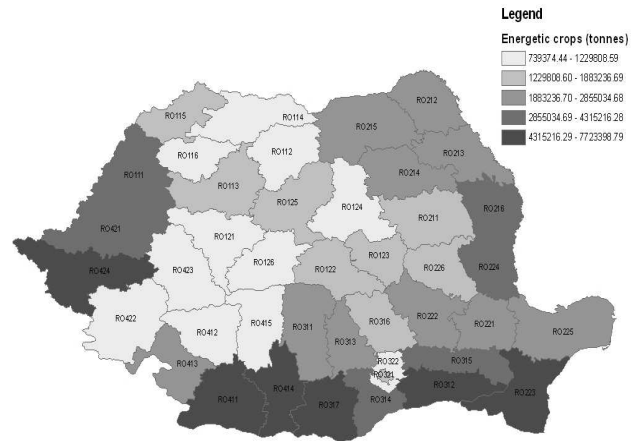 Legend
Energetic crops (tonnes)
739374.44 - 1229808.59
1229808.60 - 1883236.69
1883236.70 - 2855034.68
2855034.69 - 4315216.28
4315216.29 - 7723398.79
RO212
RO115
RO114
RO215
RO116
RO112
RO213
RO111
RO214
RO113
RO125
RO124
RO216
RO211
RO421
RO121
RO126
RO123
RO424
RO423
RO122
RO226
RO224
RO422
RO412
RO415
RO311
RO316
RO222
RO221
RO225
RO313
RO413
RO322
RO315
RO321
RO312
RO411
RO414
RO317
RO314
RO223